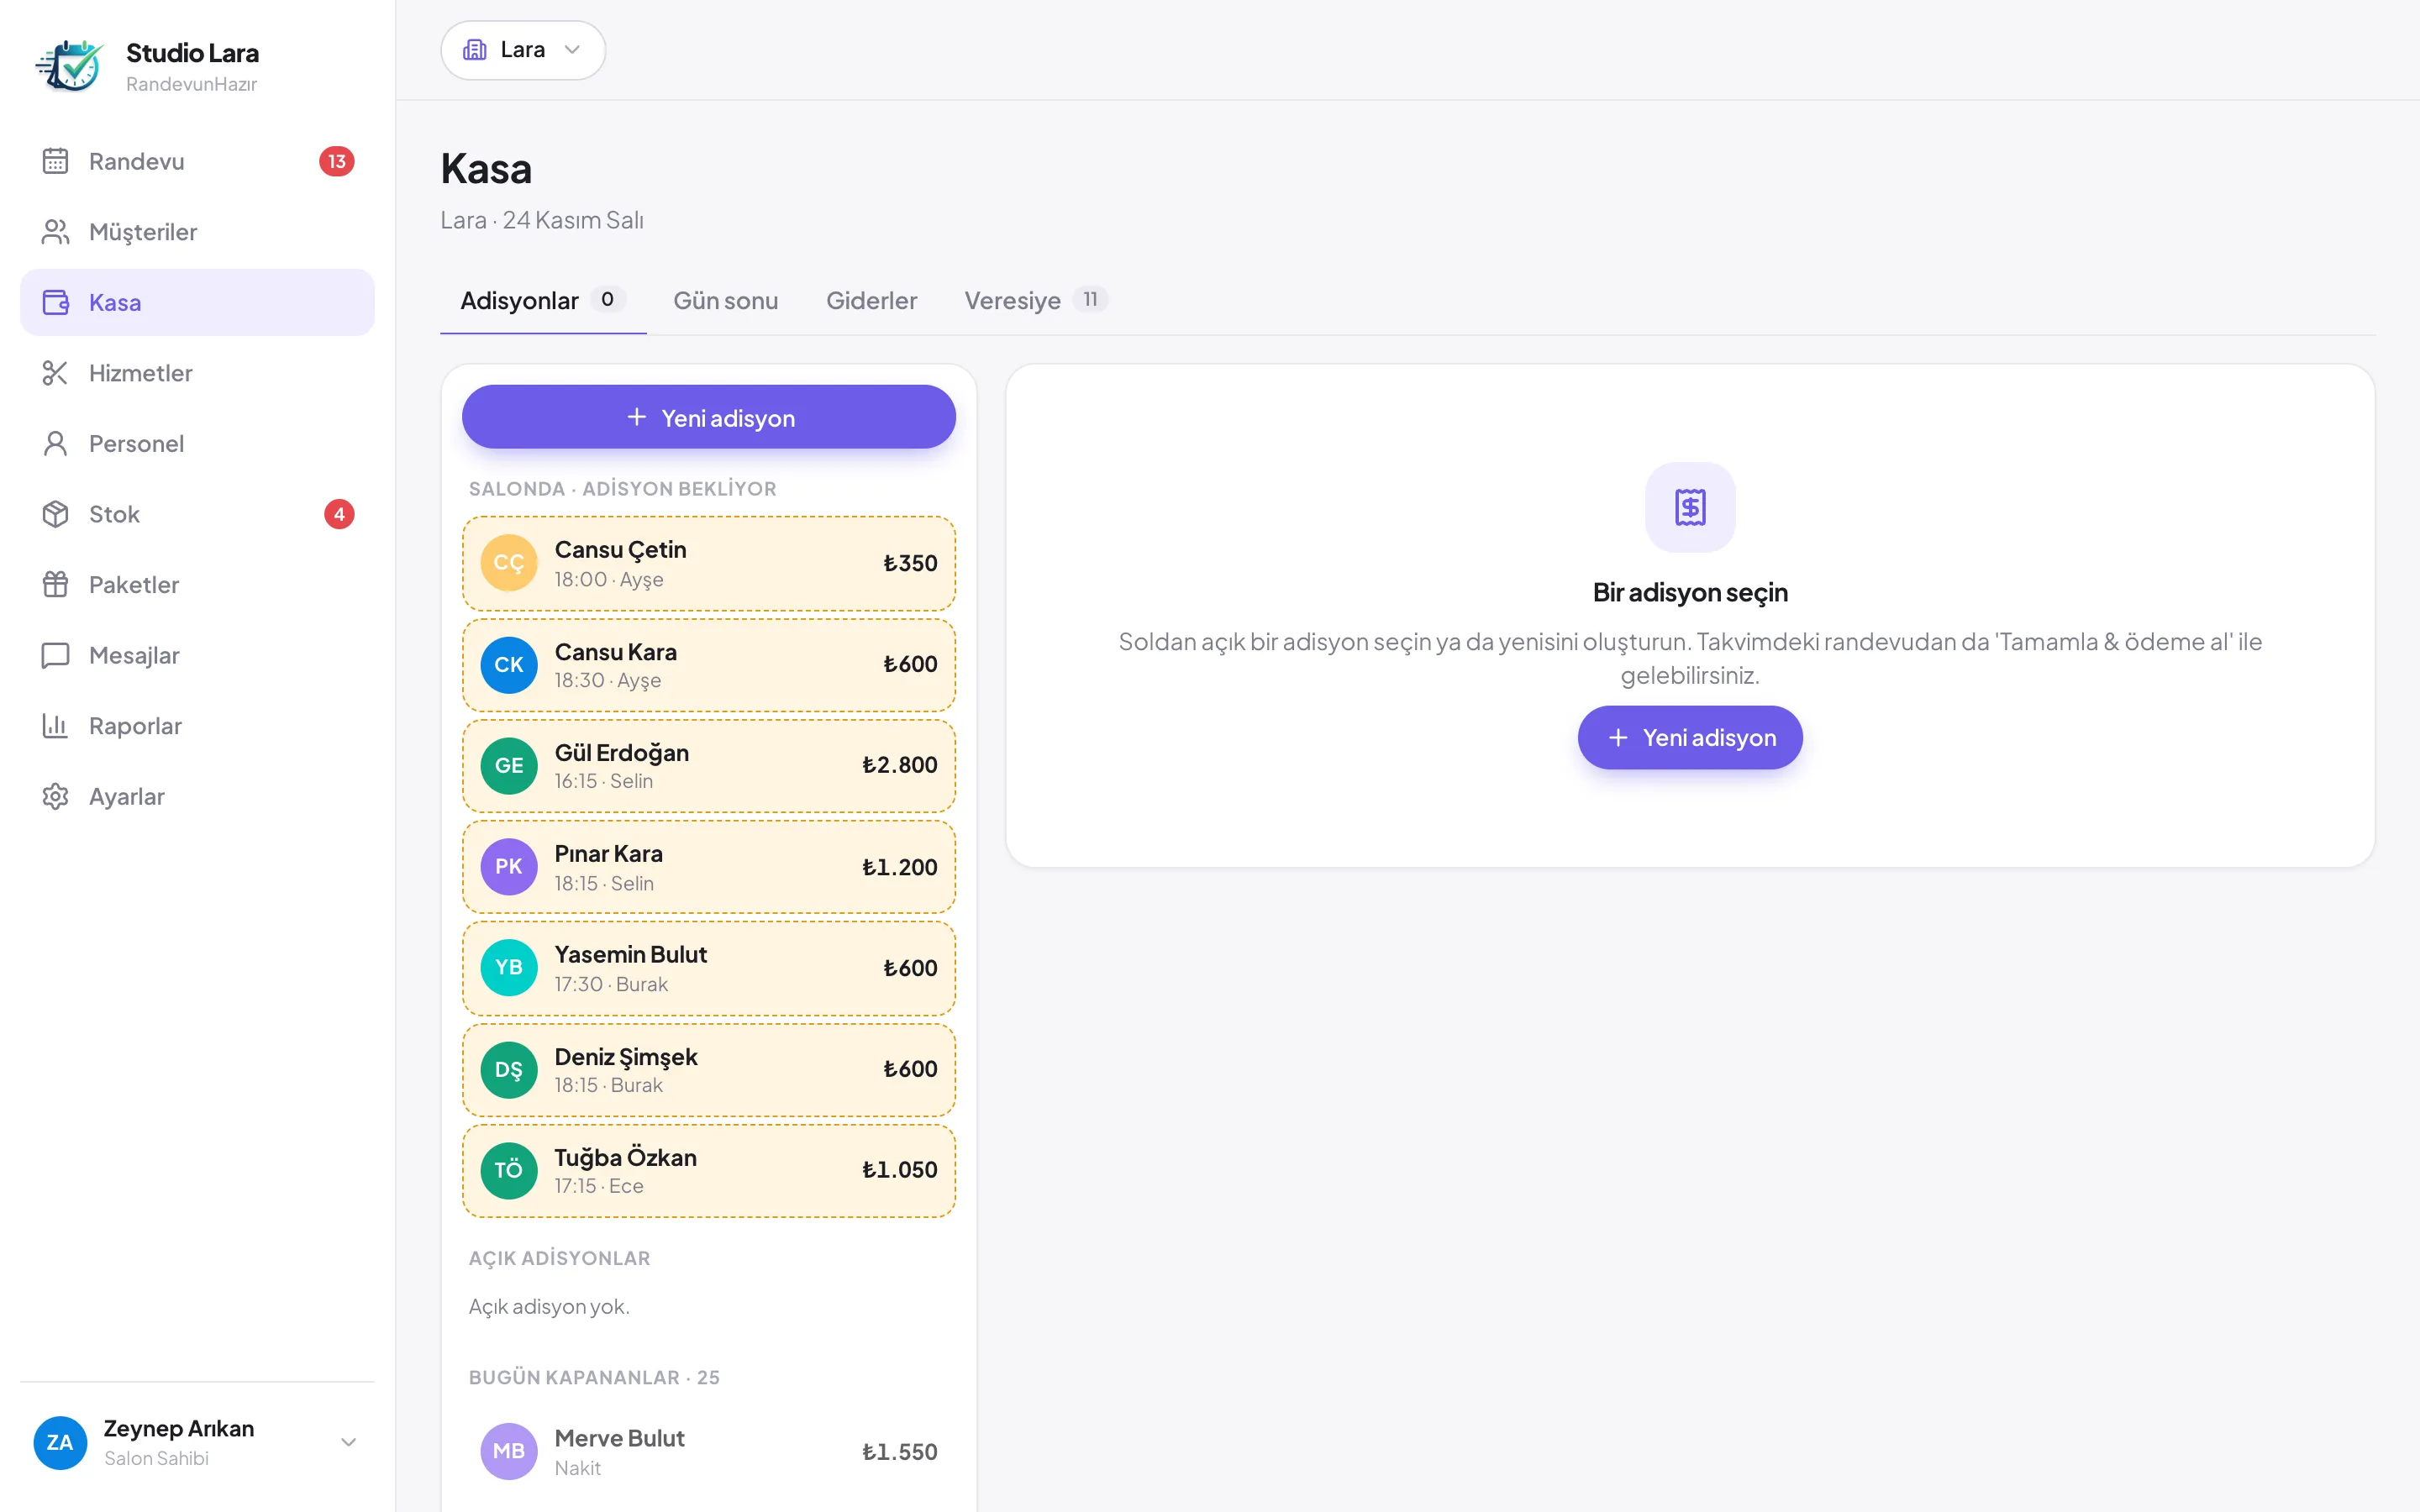 Studio Lara
RandevunHazır
Randevu 13
Müşteriler
Kasa
Hizmetler
Personel
Stok 4
Paketler
Mesajlar
Raporlar
Ayarlar
ZA
Zeynep Arıkan
Salon Sahibi
Lara
Kasa
Lara · 24 Kasım Salı
Adisyonlar 0 Gün sonu Giderler Veresiye 11
+ Yeni adisyon
SALONDA · ADİSYON BEKLİYOR
CÇ
Cansu Çetin
18:00 · Ayşe
₺350
CK
Cansu Kara
18:30 · Ayşe
₺600
GE
Gül Erdoğan
16:15 · Selin
₺2.800
PK
Pınar Kara
18:15 · Selin
₺1.200
YB
Yasemin Bulut
17:30 · Burak
₺600
DŞ
Deniz Şimşek
18:15 · Burak
₺600
TÖ
Tuğba Özkan
17:15 · Ece
₺1.050
AÇIK ADİSYONLAR
Açık adisyon yok.
BUGÜN KAPANANLAR · 25
MB
Merve Bulut
Nakit
₺1.550
Bir adisyon seçin
Soldan açık bir adisyon seçin ya da yenisini oluşturun. Takvimdeki randevudan da 'Tamamla & ödeme al' ile
gelebilirsiniz.
+ Yeni adisyon